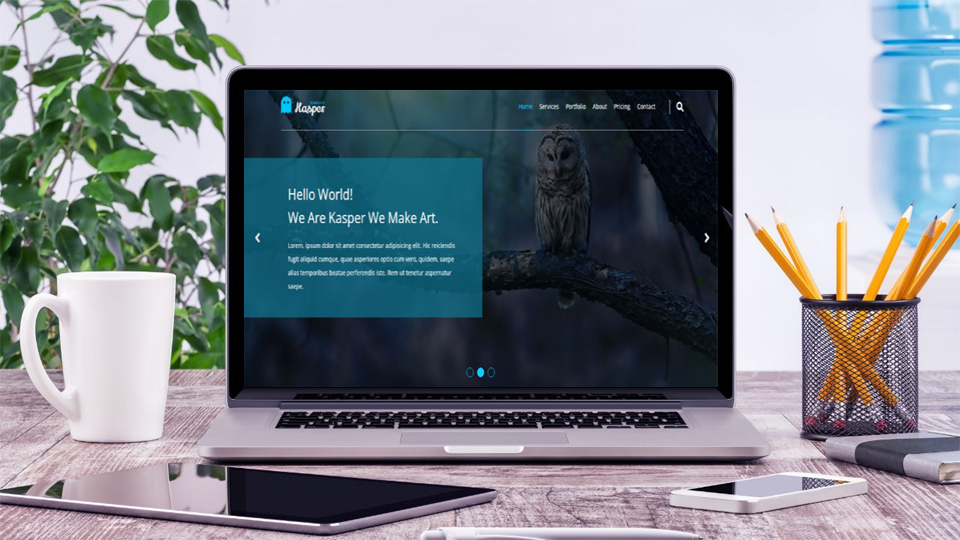 Kasper
Home Services Portfolio About Pricing Contact
Hello World!
We Are Kasper We Make Art.
Lorem, ipsum dolor sit amet consectetur adipisicing elit. Hic reiciendis
fugit aliquid cumque, quae asperiores optio cum vero, quidem, saepe
alias temporibus beatae perferendis iste. Rem ut tenetur aspernatur
saepe.